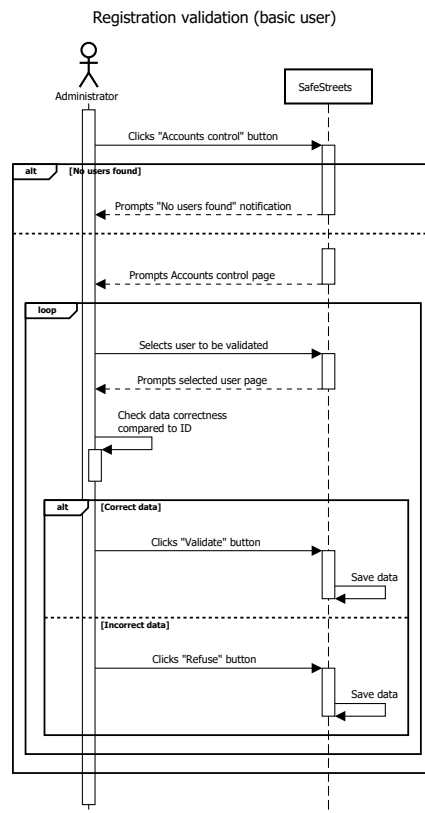 Registration validation (basic user)
Administrator
SafeStreets
Clicks "Accounts control" button
alt
[No users found]
Prompts "No users found" notification
Prompts Accounts control page
loop
Selects user to be validated
Prompts selected user page
Check data correctness
compared to ID
alt
[Correct data]
Clicks "Validate" button
Save data
[Incorrect data]
Clicks "Refuse" button
Save data